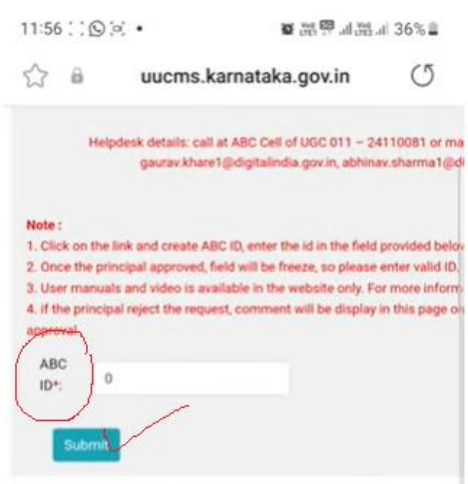 11:56 36%
uucms.karnataka.gov.in
Helpdesk details: call at ABC Cell of UGC 011 – 24110081 or ma
gaurav.khare1@digitalindia.gov.in, abhinav.sharma1@d
Note :
1. Click on the link and create ABC ID, enter the id in the field provided belo
2. Once the principal approved, field will be freeze, so please enter valid ID.
3. User manuals and video is available in the website only. For more inform
4. if the principal reject the request, comment will be display in this page o
approval
ABC
ID*: 0
Submit